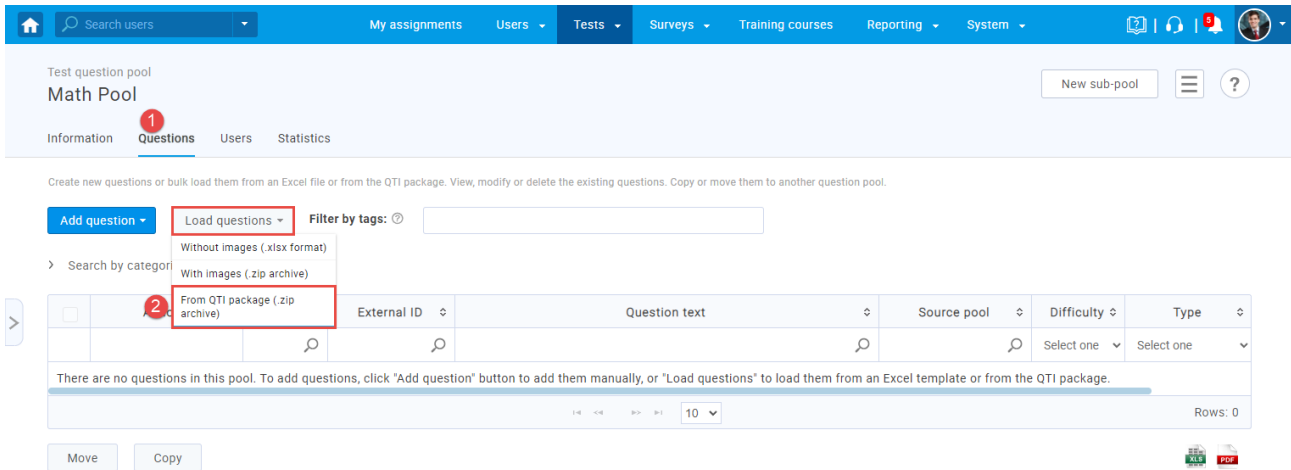 Search users
My assignments Users Tests Surveys Training courses Reporting System 5
Test question pool
Math Pool
New sub-pool ?
1
Information Questions Users Statistics
Create new questions or bulk load them from an Excel file or from the QTI package. View, modify or delete the existing questions. Copy or move them to another question pool.
Add question Load questions Filter by tags: ?
Without images (.xlsx format)
Search by categori
With images (.zip archive)
2 From QTI package (.zip
archive)
External ID Question text Source pool Difficulty Type
Select one Select one
There are no questions in this pool. To add questions, click "Add question" button to add them manually, or "Load questions" to load them from an Excel template or from the QTI package.
10 Rows: 0
Move Copy XLS PDF